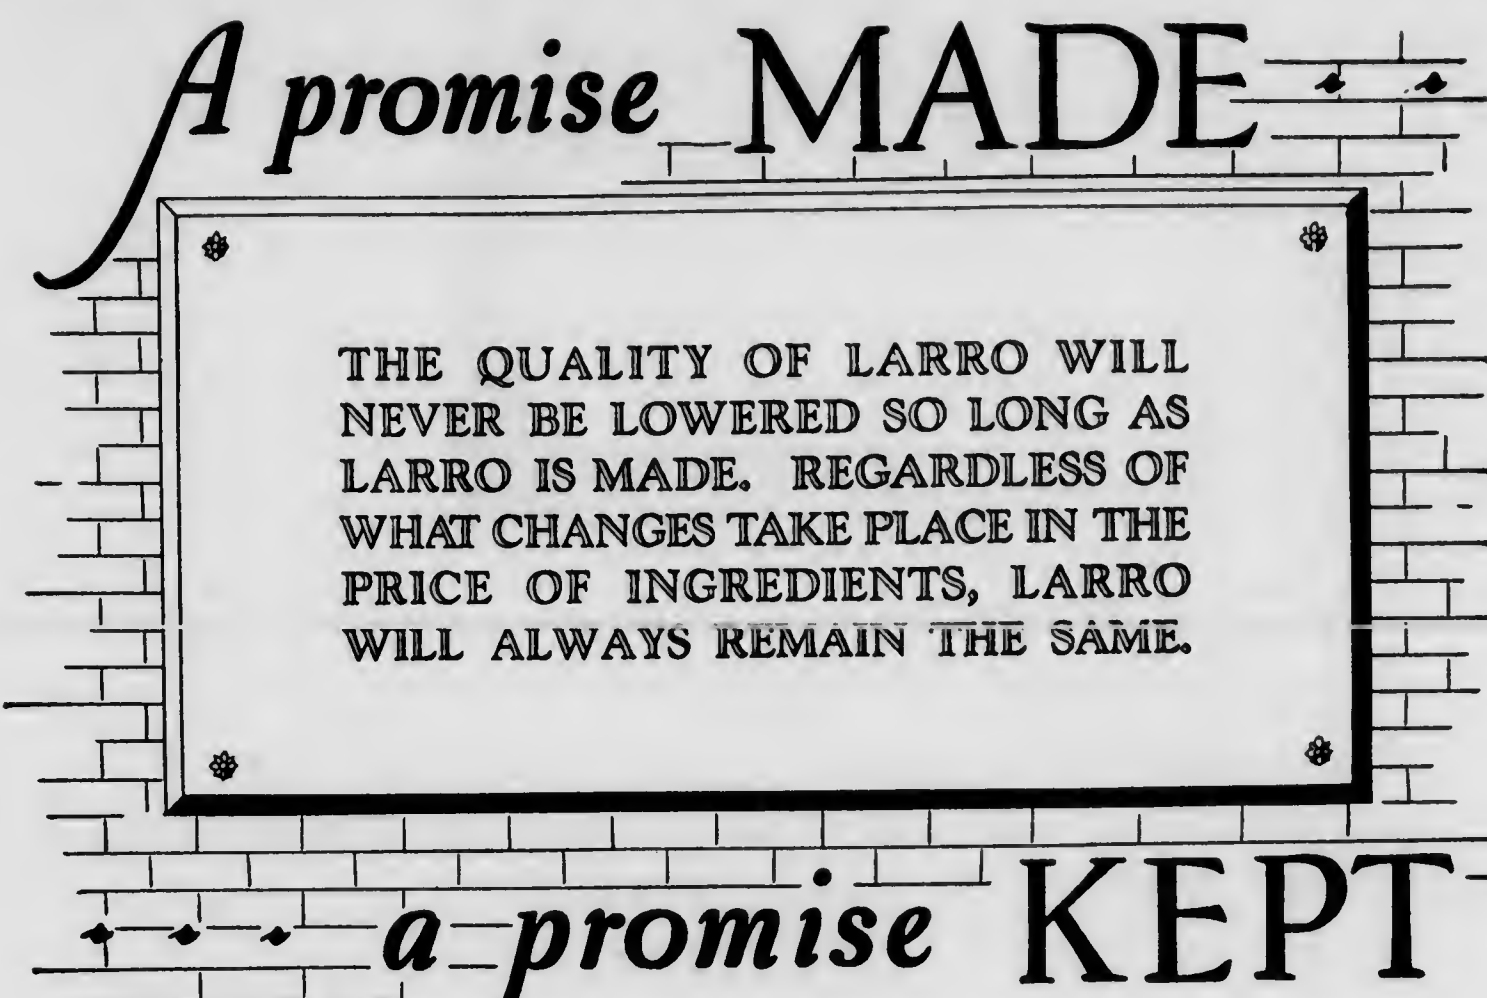 A promise MADE
THE QUALITY OF LARRO WILL
NEVER BE LOWERED SO LONG AS
LARRO IS MADE. REGARDLESS OF
WHAT CHANGES TAKE PLACE IN THE
PRICE OF INGREDIENTS, LARRO
WILL ALWAYS REMAIN THE SAME.
a promise KEPT